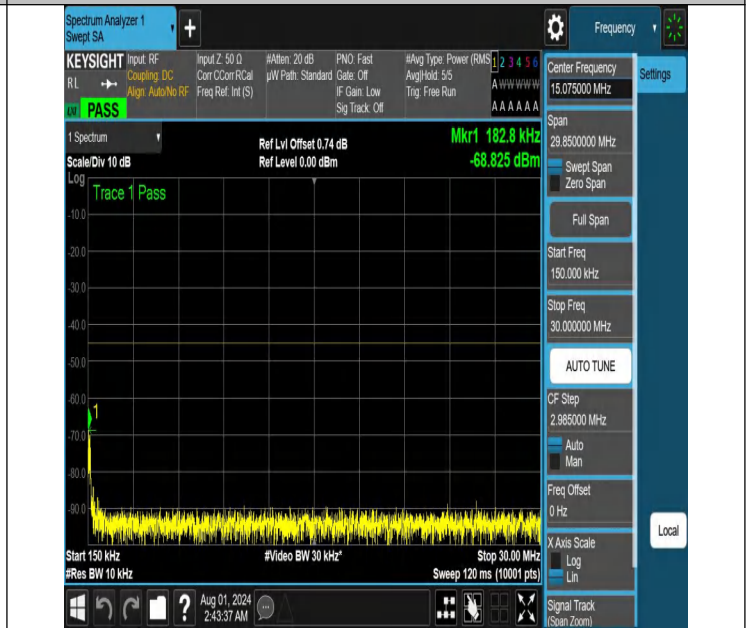 Spectrum Analyzer 1
Swept SA
+
Frequency
KEYSIGHT
RL
PASS
Input: RF
Coupling: DC
Align: Auto/No RF
Input Z: 50 Ω
Corr CCorr RCal
Freq Ref: Int (S)
#Atten: 20 dB
µW Path: Standard
PNO: Fast
Gate: Off
IF Gain: Low
Sig Track: Off
#Avg Type: Power (RMS
Avg|Hold: 5/5
Trig: Free Run
1 2 3 4 5 6
A W W W W W
A A A A A A
1 Spectrum
Scale/Div 10 dB
Ref Lvl Offset 0.74 dB
Ref Level 0.00 dBm
Mkr1 182.8 kHz
-68.825 dBm
Log
Trace 1 Pass
-10.0
-20.0
-30.0
-40.0
-50.0
-60.0
-70.0
-80.0
-90.0
1
Start 150 kHz
#Res BW 10 kHz
#Video BW 30 kHz*
Stop 30.00 MHz
Sweep 120 ms (10001 pts)
Center Frequency
15.075000 MHz
Span
29.8500000 MHz
Swept Span
Zero Span
Full Span
Start Freq
150.000 kHz
Stop Freq
30.000000 MHz
AUTO TUNE
CF Step
2.985000 MHz
Auto
Man
Freq Offset
0 Hz
X Axis Scale
Log
Lin
Signal Track
(Span Zoom)
Settings
Local
?
Aug 01, 2024
2:43:37 AM